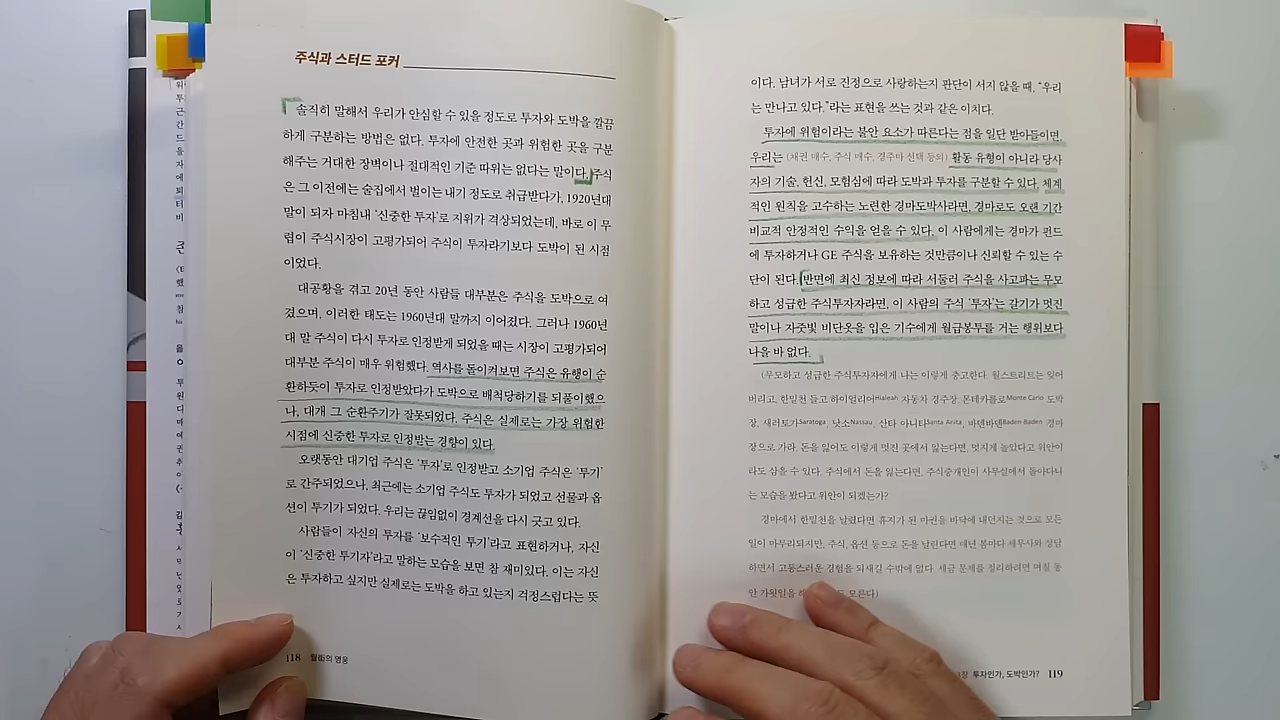 주식과 스터드 포커
솔직히 말해서 우리가 안심할 수 있을 정도로 투자와 도박을 깔끔
하게 구분하는 방법은 없다. 투자에 안전한 곳과 위험한 곳을 구분
해주는 거대한 장벽이나 절대적인 기준 따위는 없다는 말이다. 주식
은 그 이전에는 술집에서 벌이는 내기 정도로 취급받다가, 1920년대
말이 되자 마침내 '신중한 투자'로 지위가 격상되었는데, 바로 이 무
렵이 주식시장이 고평가되어 주식이 투자라기보다 도박이 된 시점
이었다.
대공황을 겪고 20년 동안 사람들 대부분은 주식을 도박으로 여
겼으며, 이러한 태도는 1960년대 말까지 이어졌다. 그러나 1960년
대 말 주식이 다시 투자로 인정받게 되었을 때는 시장이 고평가되어
대부분 주식이 매우 위험했다. 역사를 돌이켜보면 주식은 유행이 순
환하듯이 투자로 인정받았다가 도박으로 배척당하기를 되풀이했으
나, 대개 그 순환주기가 잘못되었다. 주식은 실제로는 가장 위험한
시점에 신중한 투자로 인정받는 경향이 있다.
오랫동안 대기업 주식은 '투자'로 인정받고 소기업 주식은 '투기'
로 간주되었으나, 최근에는 소기업 주식도 투자가 되었고 선물과 옵
션이 투기가 되었다. 우리는 끊임없이 경계선을 다시 긋고 있다.
사람들이 자신의 투자를 '보수적인 투기'라고 표현하거나, 자신
이 '신중한 투기자'라고 말하는 모습을 보면 참 재미있다. 이는 자신
은 투자하고 싶지만 실제로는 도박을 하고 있는지 걱정스럽다는 뜻
118 월街의 영웅
이다. 남녀가 서로 진정으로 사랑하는지 판단이 서지 않을 때, "우리
는 만나고 있다."라는 표현을 쓰는 것과 같은 이치다.
투자에 위험이라는 불안 요소가 따른다는 점을 일단 받아들이면,
우리는 (채권 매수, 주식 매수, 경주마 선택 등의) 활동 유형이 아니라 당사
자의 기술, 헌신, 모험심에 따라 도박과 투자를 구분할 수 있다. 체계
적인 원칙을 고수하는 노련한 경마도박사라면, 경마로도 오랜 기간
비교적 안정적인 수익을 얻을 수 있다. 이 사람에게는 경마가 펀드
에 투자하거나 GE 주식을 보유하는 것만큼이나 신뢰할 수 있는 수
단이 된다. 반면에 최신 정보에 따라 서둘러 주식을 사고파는 무모
하고 성급한 주식투자자라면, 이 사람의 주식 '투자'는 갈기가 멋진
말이나 자줏빛 비단옷을 입은 기수에게 월급봉투를 거는 행위보다
나을 바 없다.
(무모하고 성급한 주식투자자에게 나는 이렇게 충고한다. 월스트리트는 잊어
버리고, 한밑천 들고 하이얼리어Hialeah 자동차 경주장, 몬테카를로Monte Carlo 도박
장, 새러토가Saratoga, 낫소Nassau, 산타 아니타Santa Anita, 바덴바덴Baden-Baden 경마
장으로 가라. 돈을 잃어도 이렇게 멋진 곳에서 잃는다면, 멋지게 놀았다고 위안이
라도 삼을 수 있다. 주식에서 돈을 잃는다면, 주식중개인이 사무실에서 돌아다니
는 모습을 봤다고 위안이 되겠는가?
경마에서 한밑천을 날렸다면 휴지가 된 마권을 바닥에 내던지는 것으로 모든
일이 마무리되지만, 주식, 옵션 등으로 돈을 날린다면 매년 봄마다 세무사와 상담
하면서 고통스러운 경험을 되새길 수밖에 없다. 세금 문제를 정리하려면 며칠 동
안 가욋일을 모른다)
투자인가, 도박인가? 119